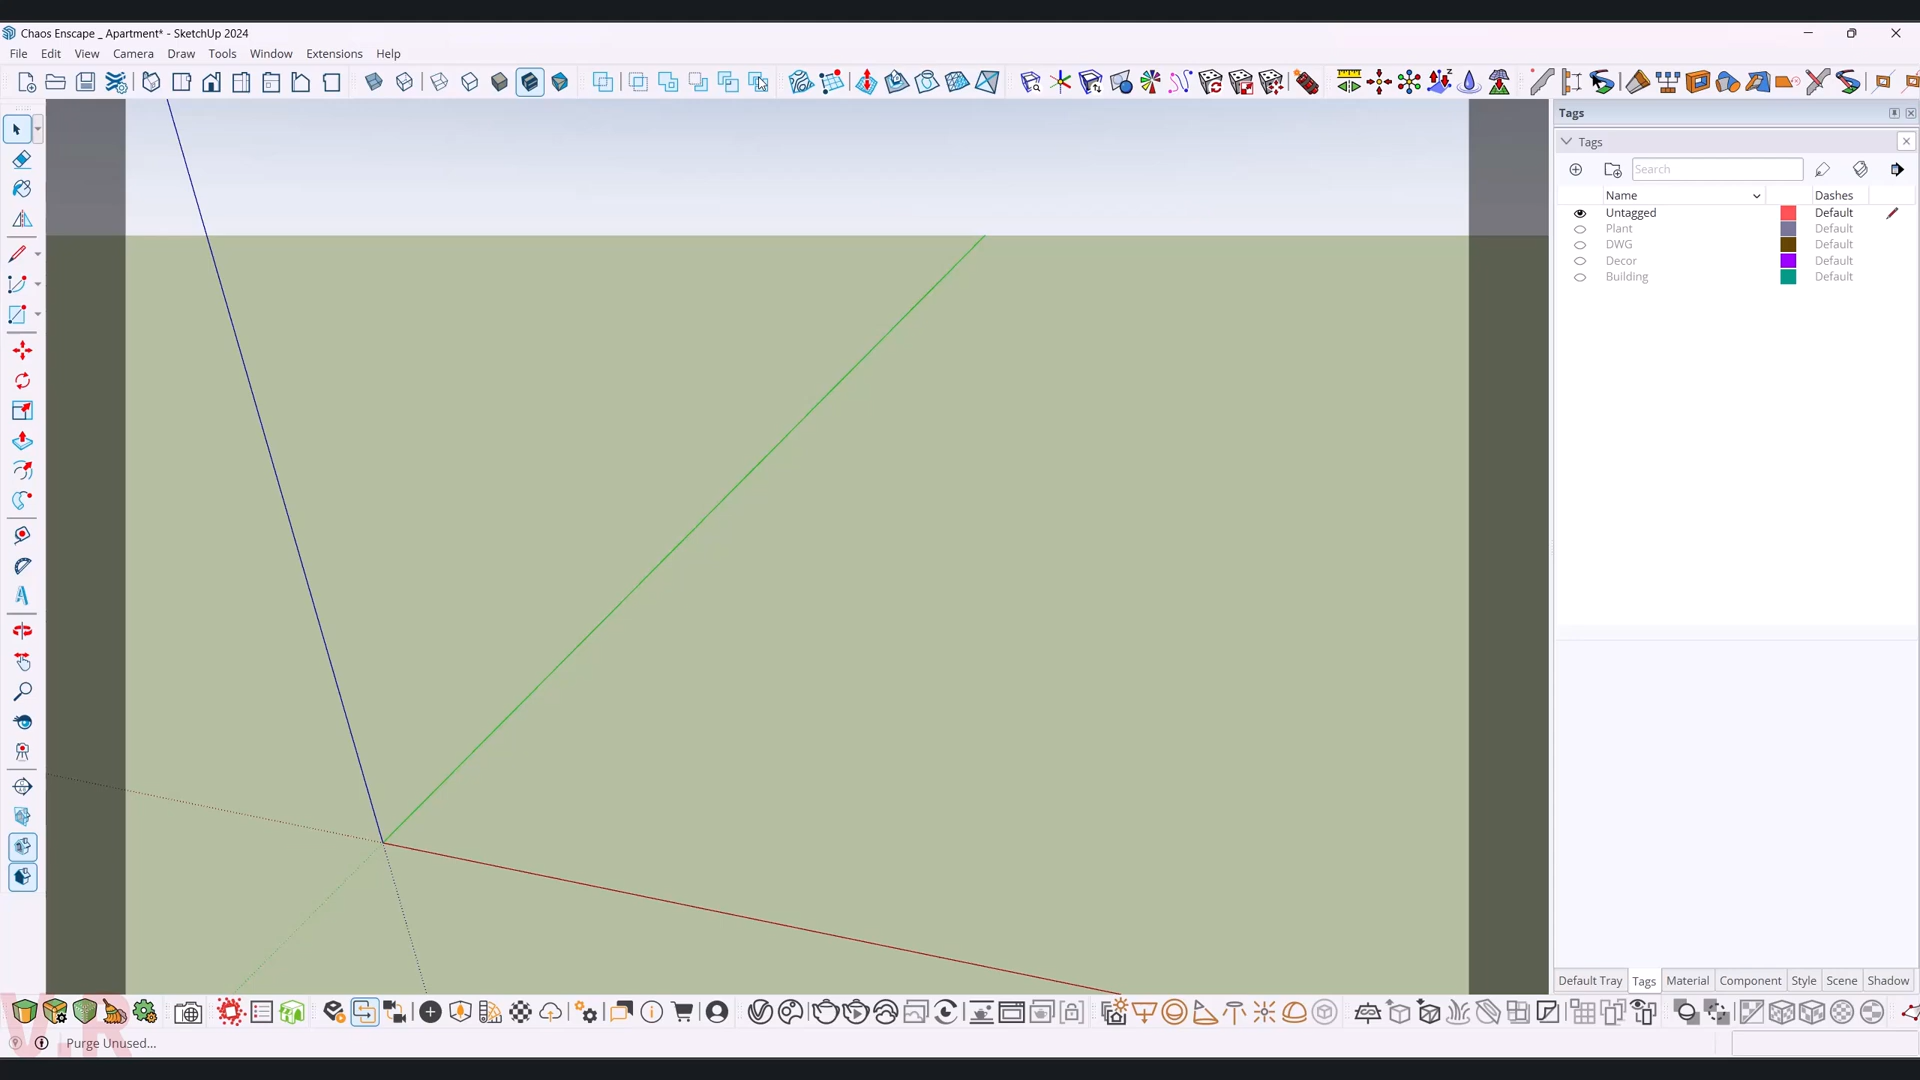 Chaos Enscape _ Apartment* - SketchUp 2024
File Edit View Camera Draw Tools Window Extensions Help
Tags
Tags
Search
Name Dashes
Untagged Default
Plant Default
DWG Default
Decor Default
Building Default
Default Tray Tags Material Component Style Scene Shadow
V.R
Purge Unused...